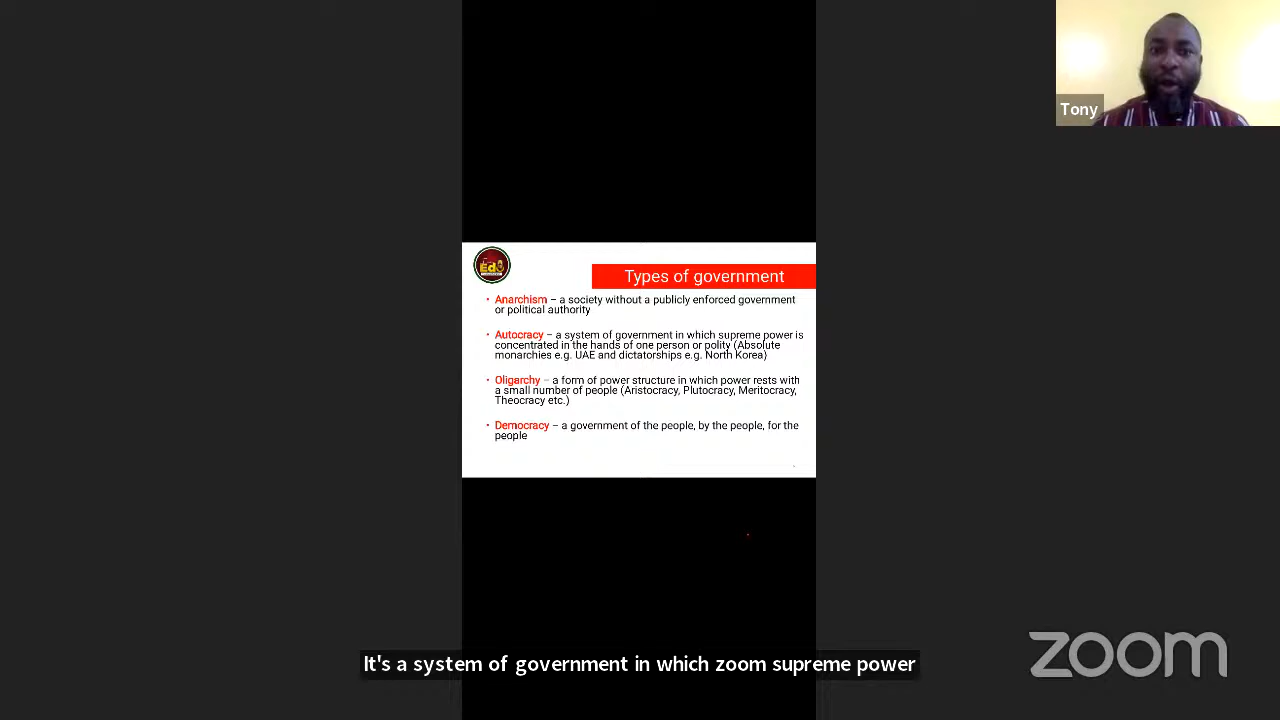 Tony
Ed
Types of government
• Anarchism – a society without a publicly enforced government
or political authority
• Autocracy – a system of government in which supreme power is
concentrated in the hands of one person or polity (Absolute
monarchies e.g. UAE and dictatorships e.g. North Korea)
• Oligarchy – a form of power structure in which power rests with
a small number of people (Aristocracy, Plutocracy, Meritocracy,
Theocracy etc.)
• Democracy – a government of the people, by the people, for the
people
It's a system of government in which zoom supreme power
zoom